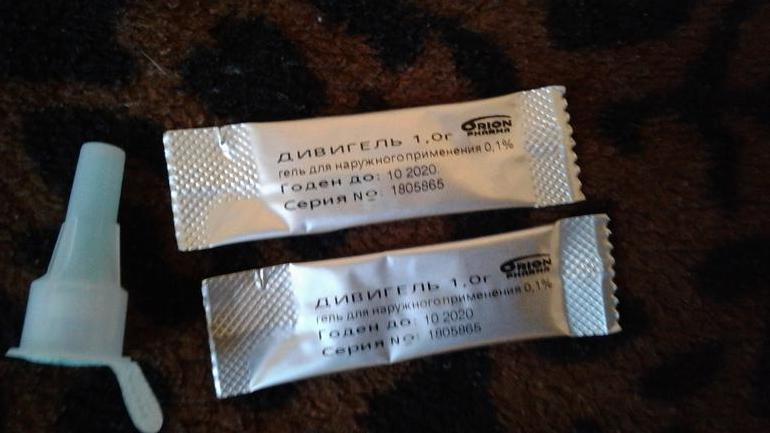 ДИВИГЕЛЬ 1,0г
ORION
PHARMA
гель для наружного применения 0,1%
Годен до: 10 2020
Серия №: 1805865
ДИВИГЕЛЬ 1,0г
ORION
PHARMA
гель для наружного применения 0,1%
Годен до: 10 2020
Серия №: 1805865